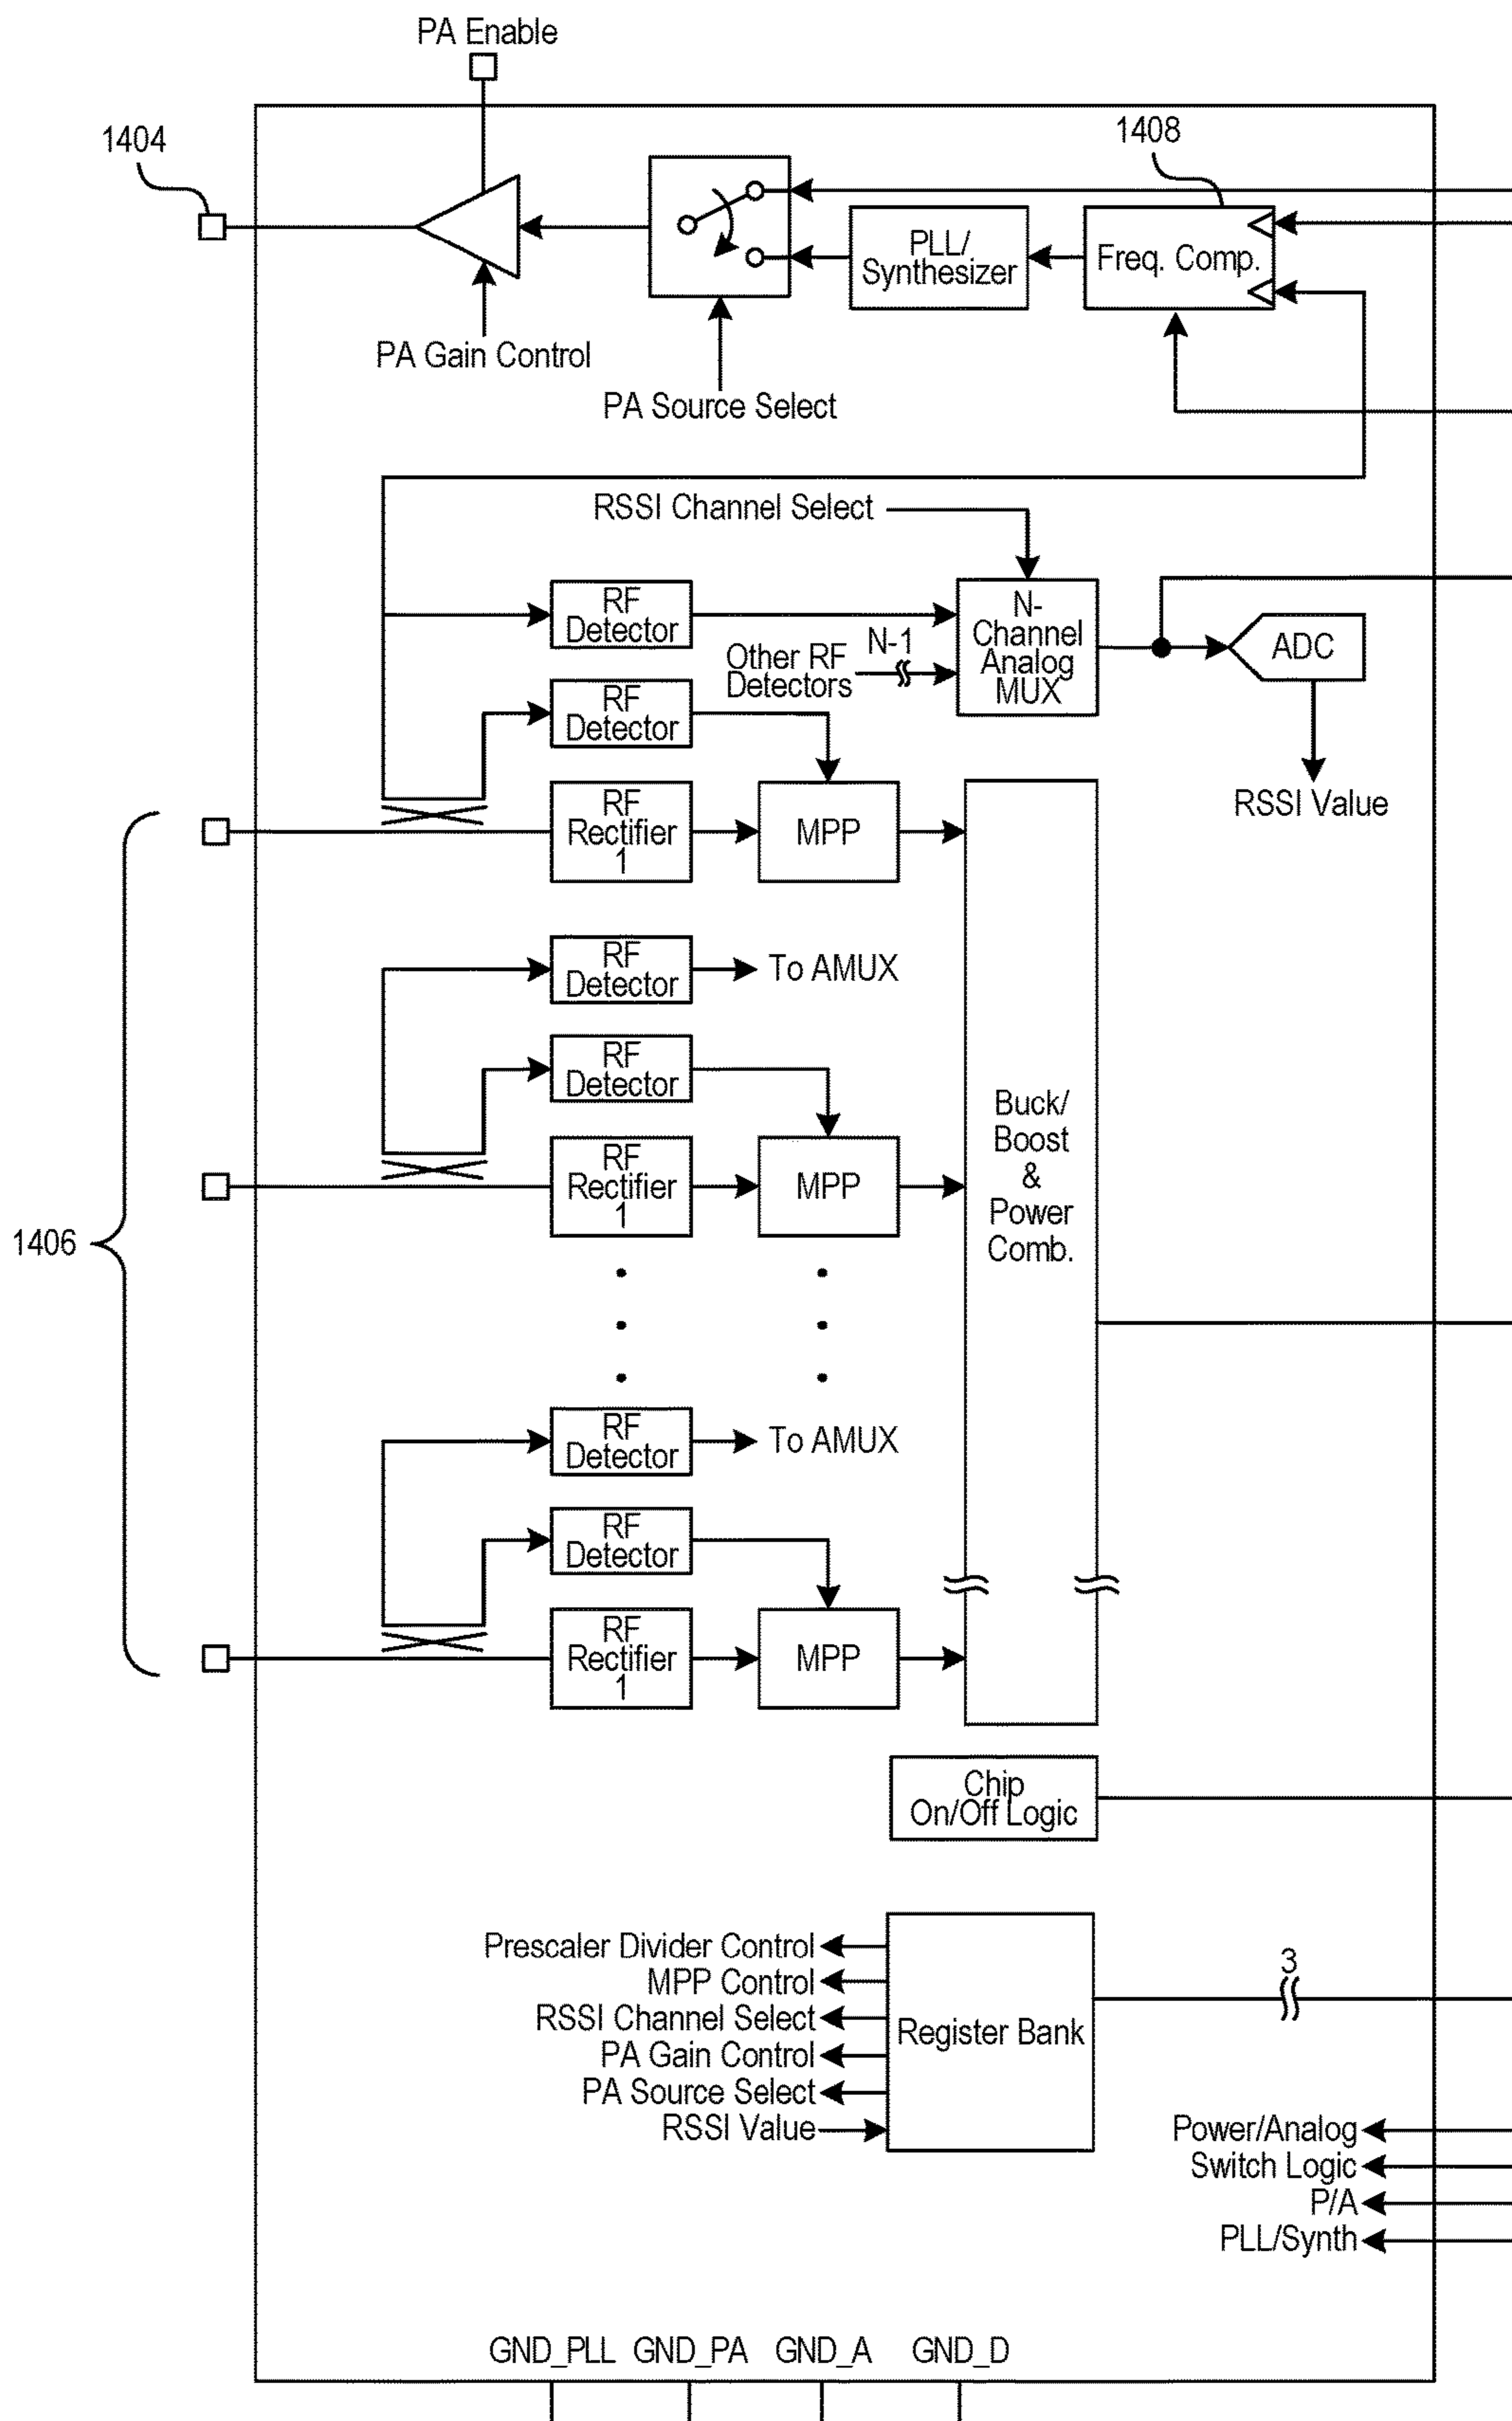 PA Enable
1404
1408
PLL/
Synthesizer
Freq. Comp.
PA Gain Control
PA Source Select
RSSI Channel Select
RF
Detector
N-
Channel
Analog
MUX
N-1
Other RF
Detectors
ADC
RF
Detector
RSSI Value
RF
Rectifier
1
MPP
RF
Detector
To AMUX
RF
Detector
Buck/
Boost
&
Power
Comb.
RF
Rectifier
1
MPP
1406
RF
Detector
To AMUX
RF
Detector
RF
Rectifier
1
MPP
Chip
On/Off Logic
Prescaler Divider Control
MPP Control
RSSI Channel Select
PA Gain Control
PA Source Select
RSSI Value
Register Bank
3
Power/Analog
Switch Logic
P/A
PLL/Synth
GND_PLL GND_PA GND_A GND_D